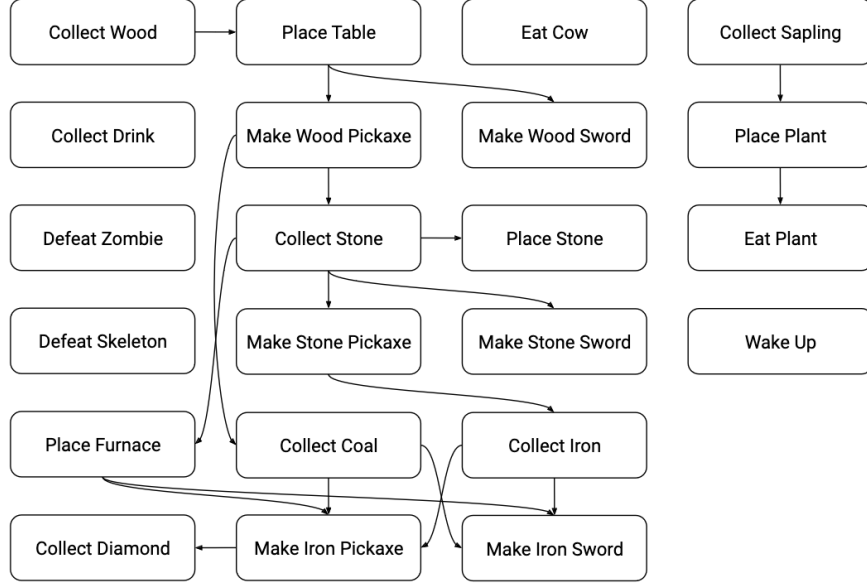 Collect Wood
Place Table
Eat Cow
Collect Sapling
Collect Drink
Make Wood Pickaxe
Make Wood Sword
Place Plant
Defeat Zombie
Collect Stone
Place Stone
Eat Plant
Defeat Skeleton
Make Stone Pickaxe
Make Stone Sword
Wake Up
Place Furnace
Collect Coal
Collect Iron
Collect Diamond
Make Iron Pickaxe
Make Iron Sword